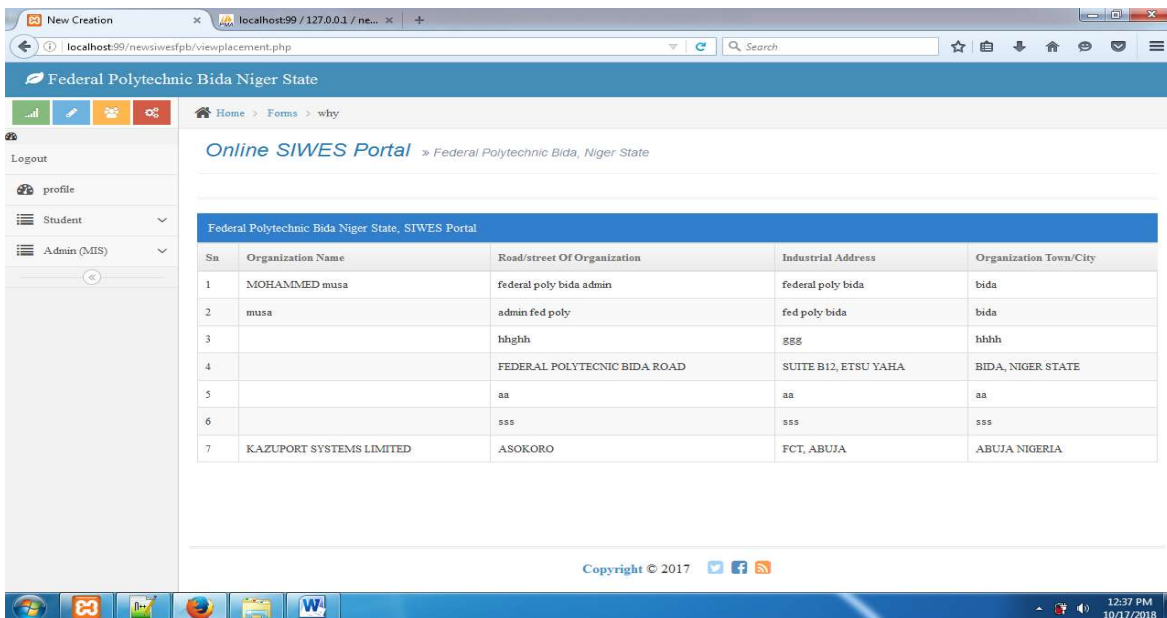 New Creation × localhost:99 / 127.0.0.1 / ne... × +
localhost:99/newsiwesfpb/viewplacement.php Search
Federal Polytechnic Bida Niger State
Home > Forms > why
Logout
Online SIWES Portal » Federal Polytechnic Bida, Niger State
profile
Student
Admin (MIS)
Federal Polytechnic Bida Niger State, SIWES Portal
Sn Organization Name Road/street Of Organization Industrial Address Organization Town/City
1 MOHAMMED musa federal poly bida admin federal poly bida bida
2 musa admin fed poly fed poly bida bida
3 hhghh ggg hhhh
4 FEDERAL POLYTECNIC BIDA ROAD SUITE B12, ETSU YAHA BIDA, NIGER STATE
5 aa aa aa
6 sss sss sss
7 KAZUPORT SYSTEMS LIMITED ASOKORO FCT, ABUJA ABUJA NIGERIA
Copyright © 2017
12:37 PM
10/17/2018